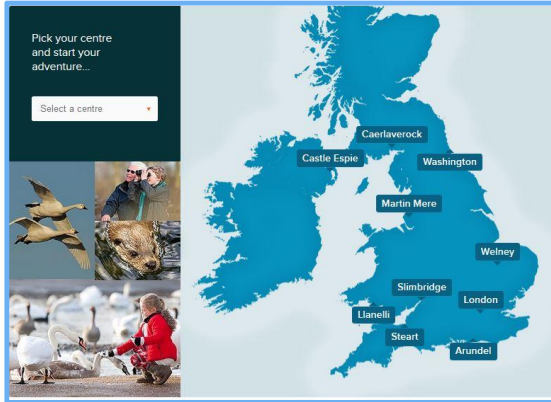 Pick your centre
and start your
adventure...
Select a centre
Caerlaverock
Castle Espie
Washington
Martin Mere
Welney
Slimbridge
London
Llanelli
Steart
Arundel